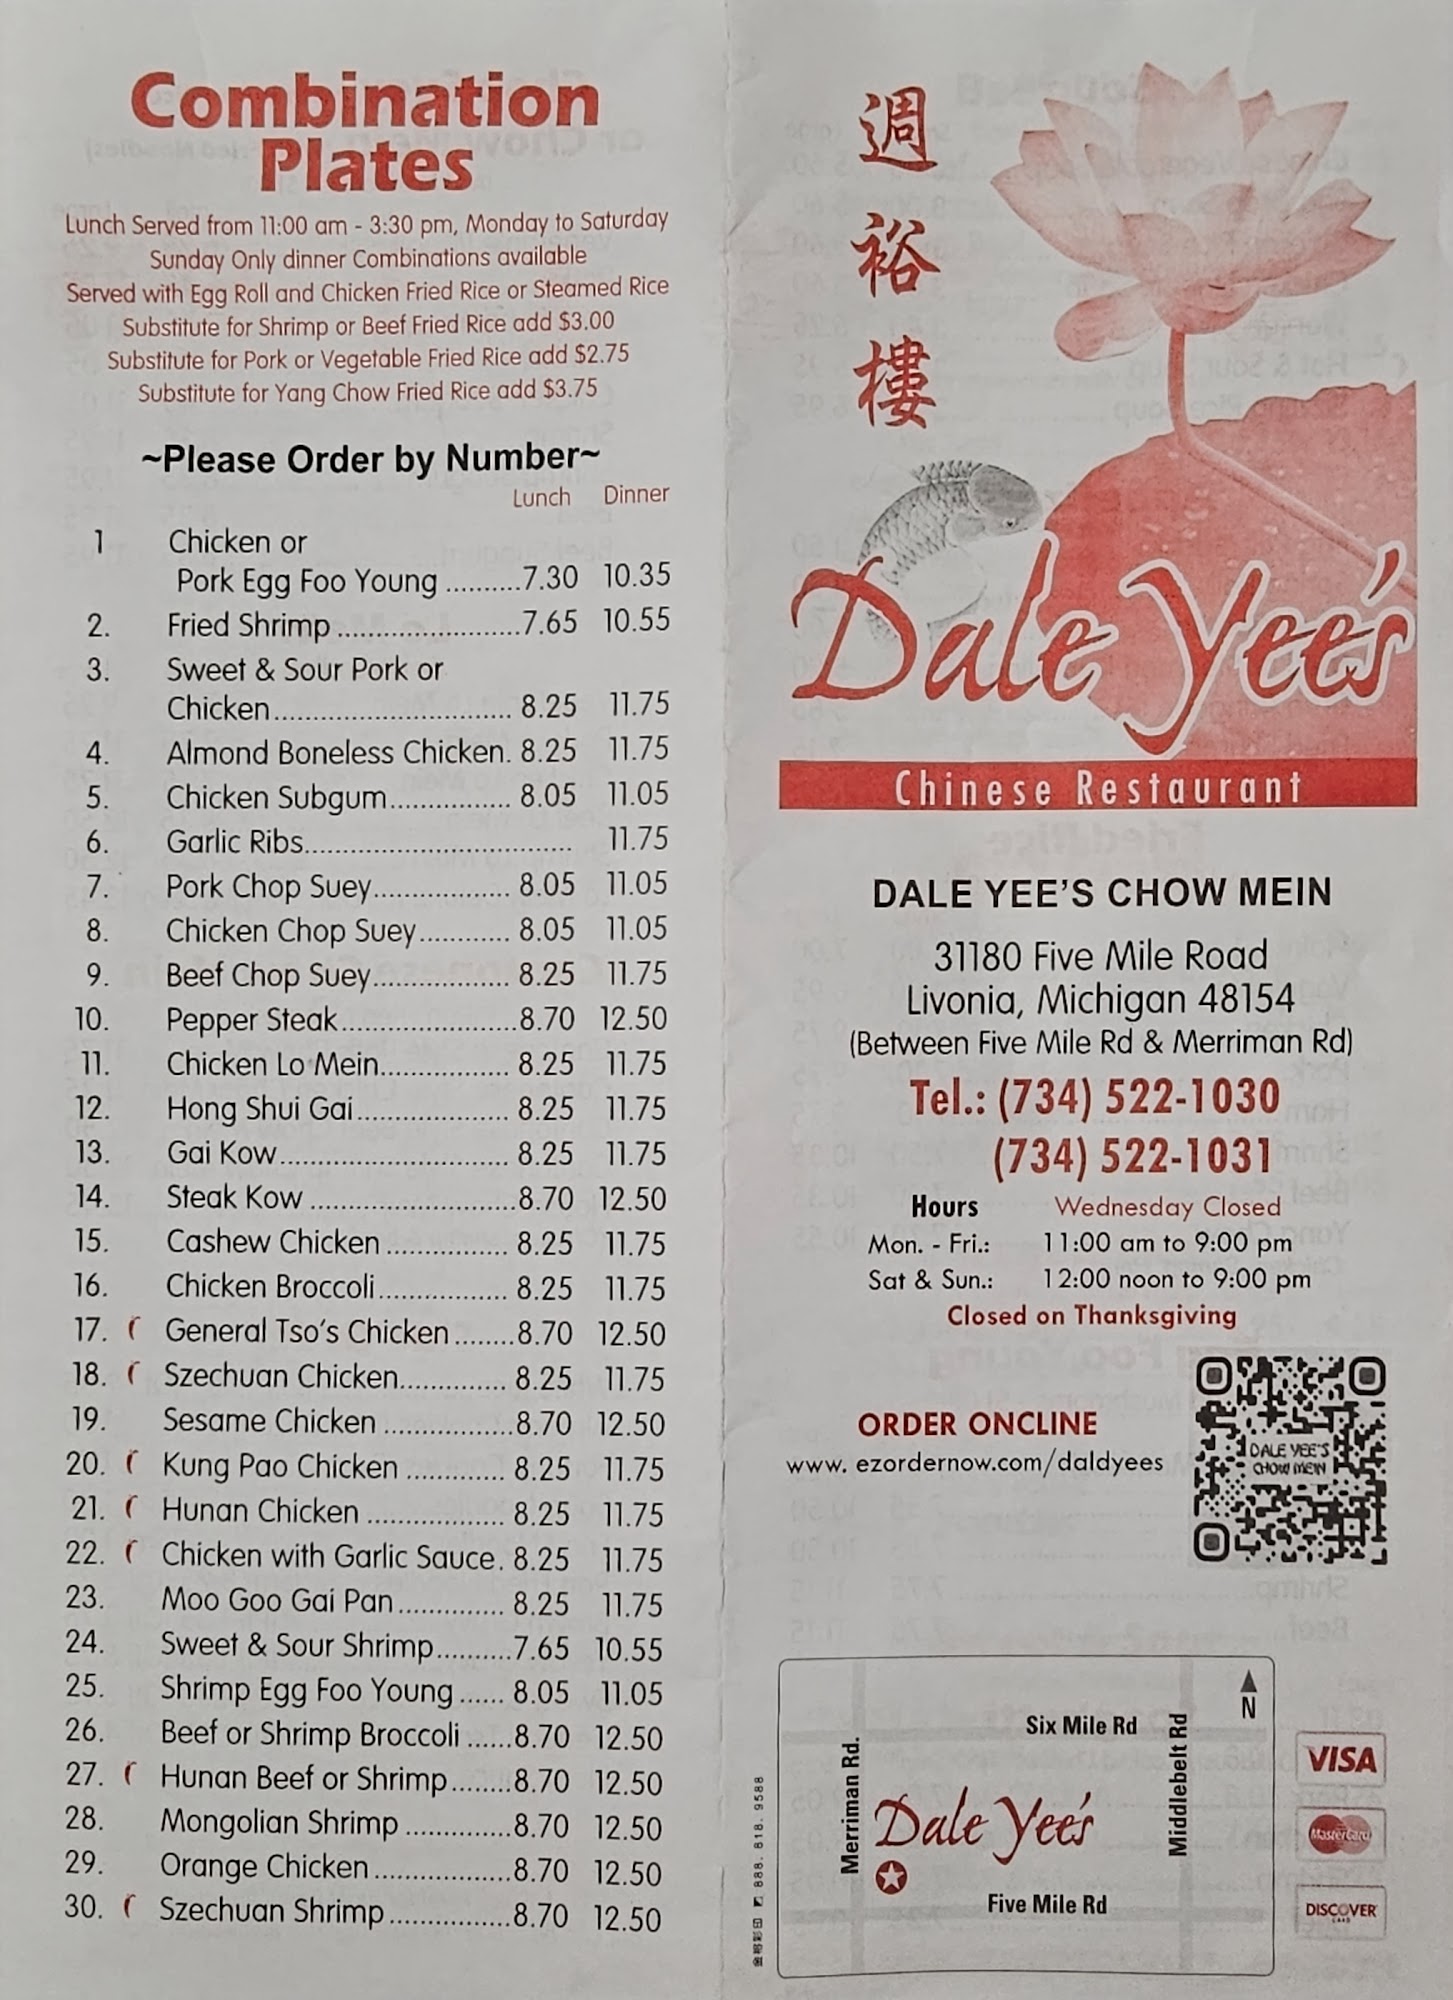 Combination
Plates
Lunch Served from 11:00 am - 3:30 pm, Monday to Saturday
Sunday Only dinner Combinations available
Served with Egg Roll and Chicken Fried Rice or Steamed Rice
Substitute for Shrimp or Beef Fried Rice add $3.00
Substitute for Pork or Vegetable Fried Rice add $2.75
Substitute for Yang Chow Fried Rice add $3.75
~Please Order by Number~
Lunch Dinner
1 Chicken or
Pork Egg Foo Young ..........7.30 10.35
2. Fried Shrimp ........................7.65 10.55
3. Sweet & Sour Pork or
Chicken............................... 8.25 11.75
4. Almond Boneless Chicken. 8.25 11.75
5. Chicken Subgum................ 8.05 11.05
6. Garlic Ribs................................... 11.75
7. Pork Chop Suey.................. 8.05 11.05
8. Chicken Chop Suey............ 8.05 11.05
9. Beef Chop Suey.................. 8.25 11.75
10. Pepper Steak.......................8.70 12.50
11. Chicken Lo Mein................. 8.25 11.75
12. Hong Shui Gai.................... 8.25 11.75
13. Gai Kow.............................. 8.25 11.75
14. Steak Kow ...........................8.70 12.50
15. Cashew Chicken ................ 8.25 11.75
16. Chicken Broccoli................. 8.25 11.75
17. General Tso's Chicken ........8.70 12.50
18. Szechuan Chicken.............. 8.25 11.75
19. Sesame Chicken .................8.70 12.50
20. Kung Pao Chicken ............. 8.25 11.75
21. Hunan Chicken .................. 8.25 11.75
22. Chicken with Garlic Sauce. 8.25 11.75
23. Moo Goo Gai Pan .............. 8.25 11.75
24. Sweet & Sour Shrimp..........7.65 10.55
25. Shrimp Egg Foo Young ...... 8.05 11.05
26. Beef or Shrimp Broccoli ......8.70 12.50
27. Hunan Beef or Shrimp........8.70 12.50
28. Mongolian Shrimp ..............8.70 12.50
29. Orange Chicken ..................8.70 12.50
30. Szechuan Shrimp ................8.70 12.50
週裕樓
Dale Yee's
Chinese Restaurant
DALE YEE'S CHOW MEIN
31180 Five Mile Road
Livonia, Michigan 48154
(Between Five Mile Rd & Merriman Rd)
Tel.: (734) 522-1030
(734) 522-1031
Hours Wednesday Closed
Mon. - Fri.: 11:00 am to 9:00 pm
Sat & Sun.: 12:00 noon to 9:00 pm
Closed on Thanksgiving
ORDER ONCLINE
www. ezordernow.com/daldyees
DALE YEE'S
CHOW MEIN
Six Mile Rd
N
Merriman Rd.
Middlebelt Rd
Dale Yee's
Five Mile Rd
888. 818. 9588
VISA
MasterCard
DISCOVER